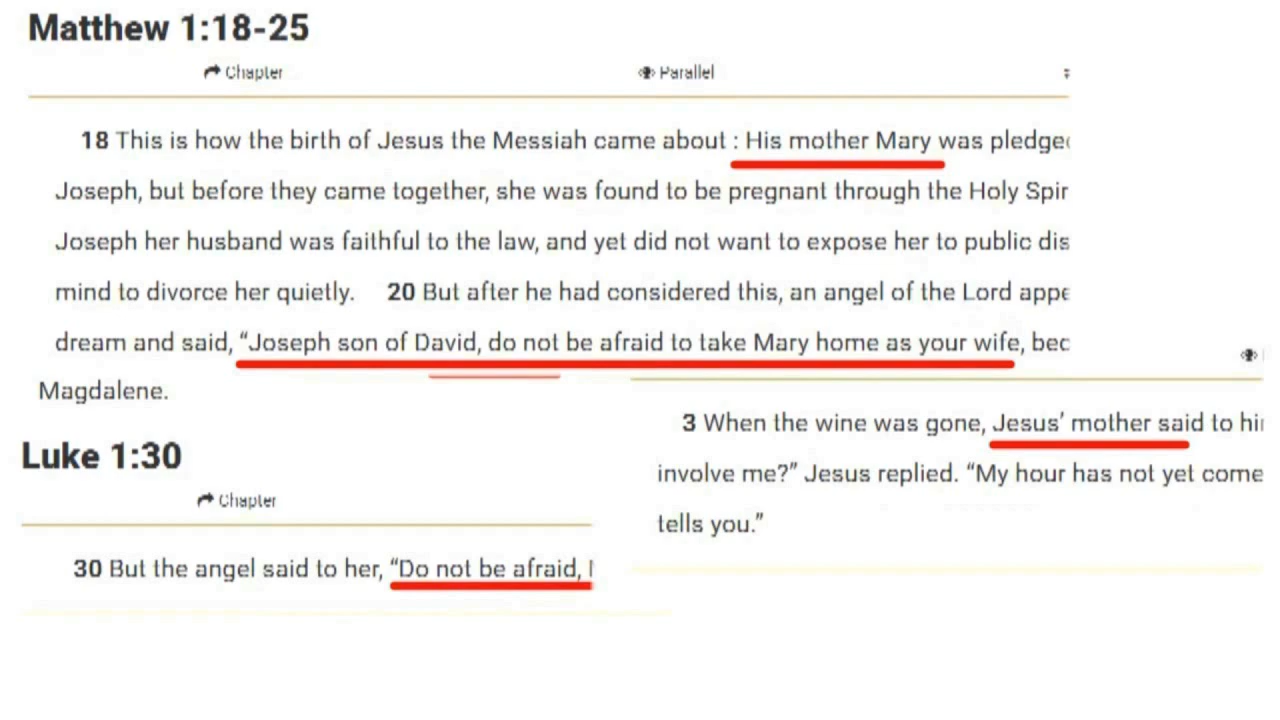 Matthew 1:18-25
Chapter
Parallel
18 This is how the birth of Jesus the Messiah came about : His mother Mary was pledged
Joseph, but before they came together, she was found to be pregnant through the Holy Spir
Joseph her husband was faithful to the law, and yet did not want to expose her to public dis
mind to divorce her quietly. 20 But after he had considered this, an angel of the Lord appe
dream and said, “Joseph son of David, do not be afraid to take Mary home as your wife, bec
Magdalene.
Luke 1:30
Chapter
30 But the angel said to her, “Do not be afraid,
3 When the wine was gone, Jesus’ mother said to him
involve me?” Jesus replied. “My hour has not yet come
tells you.”